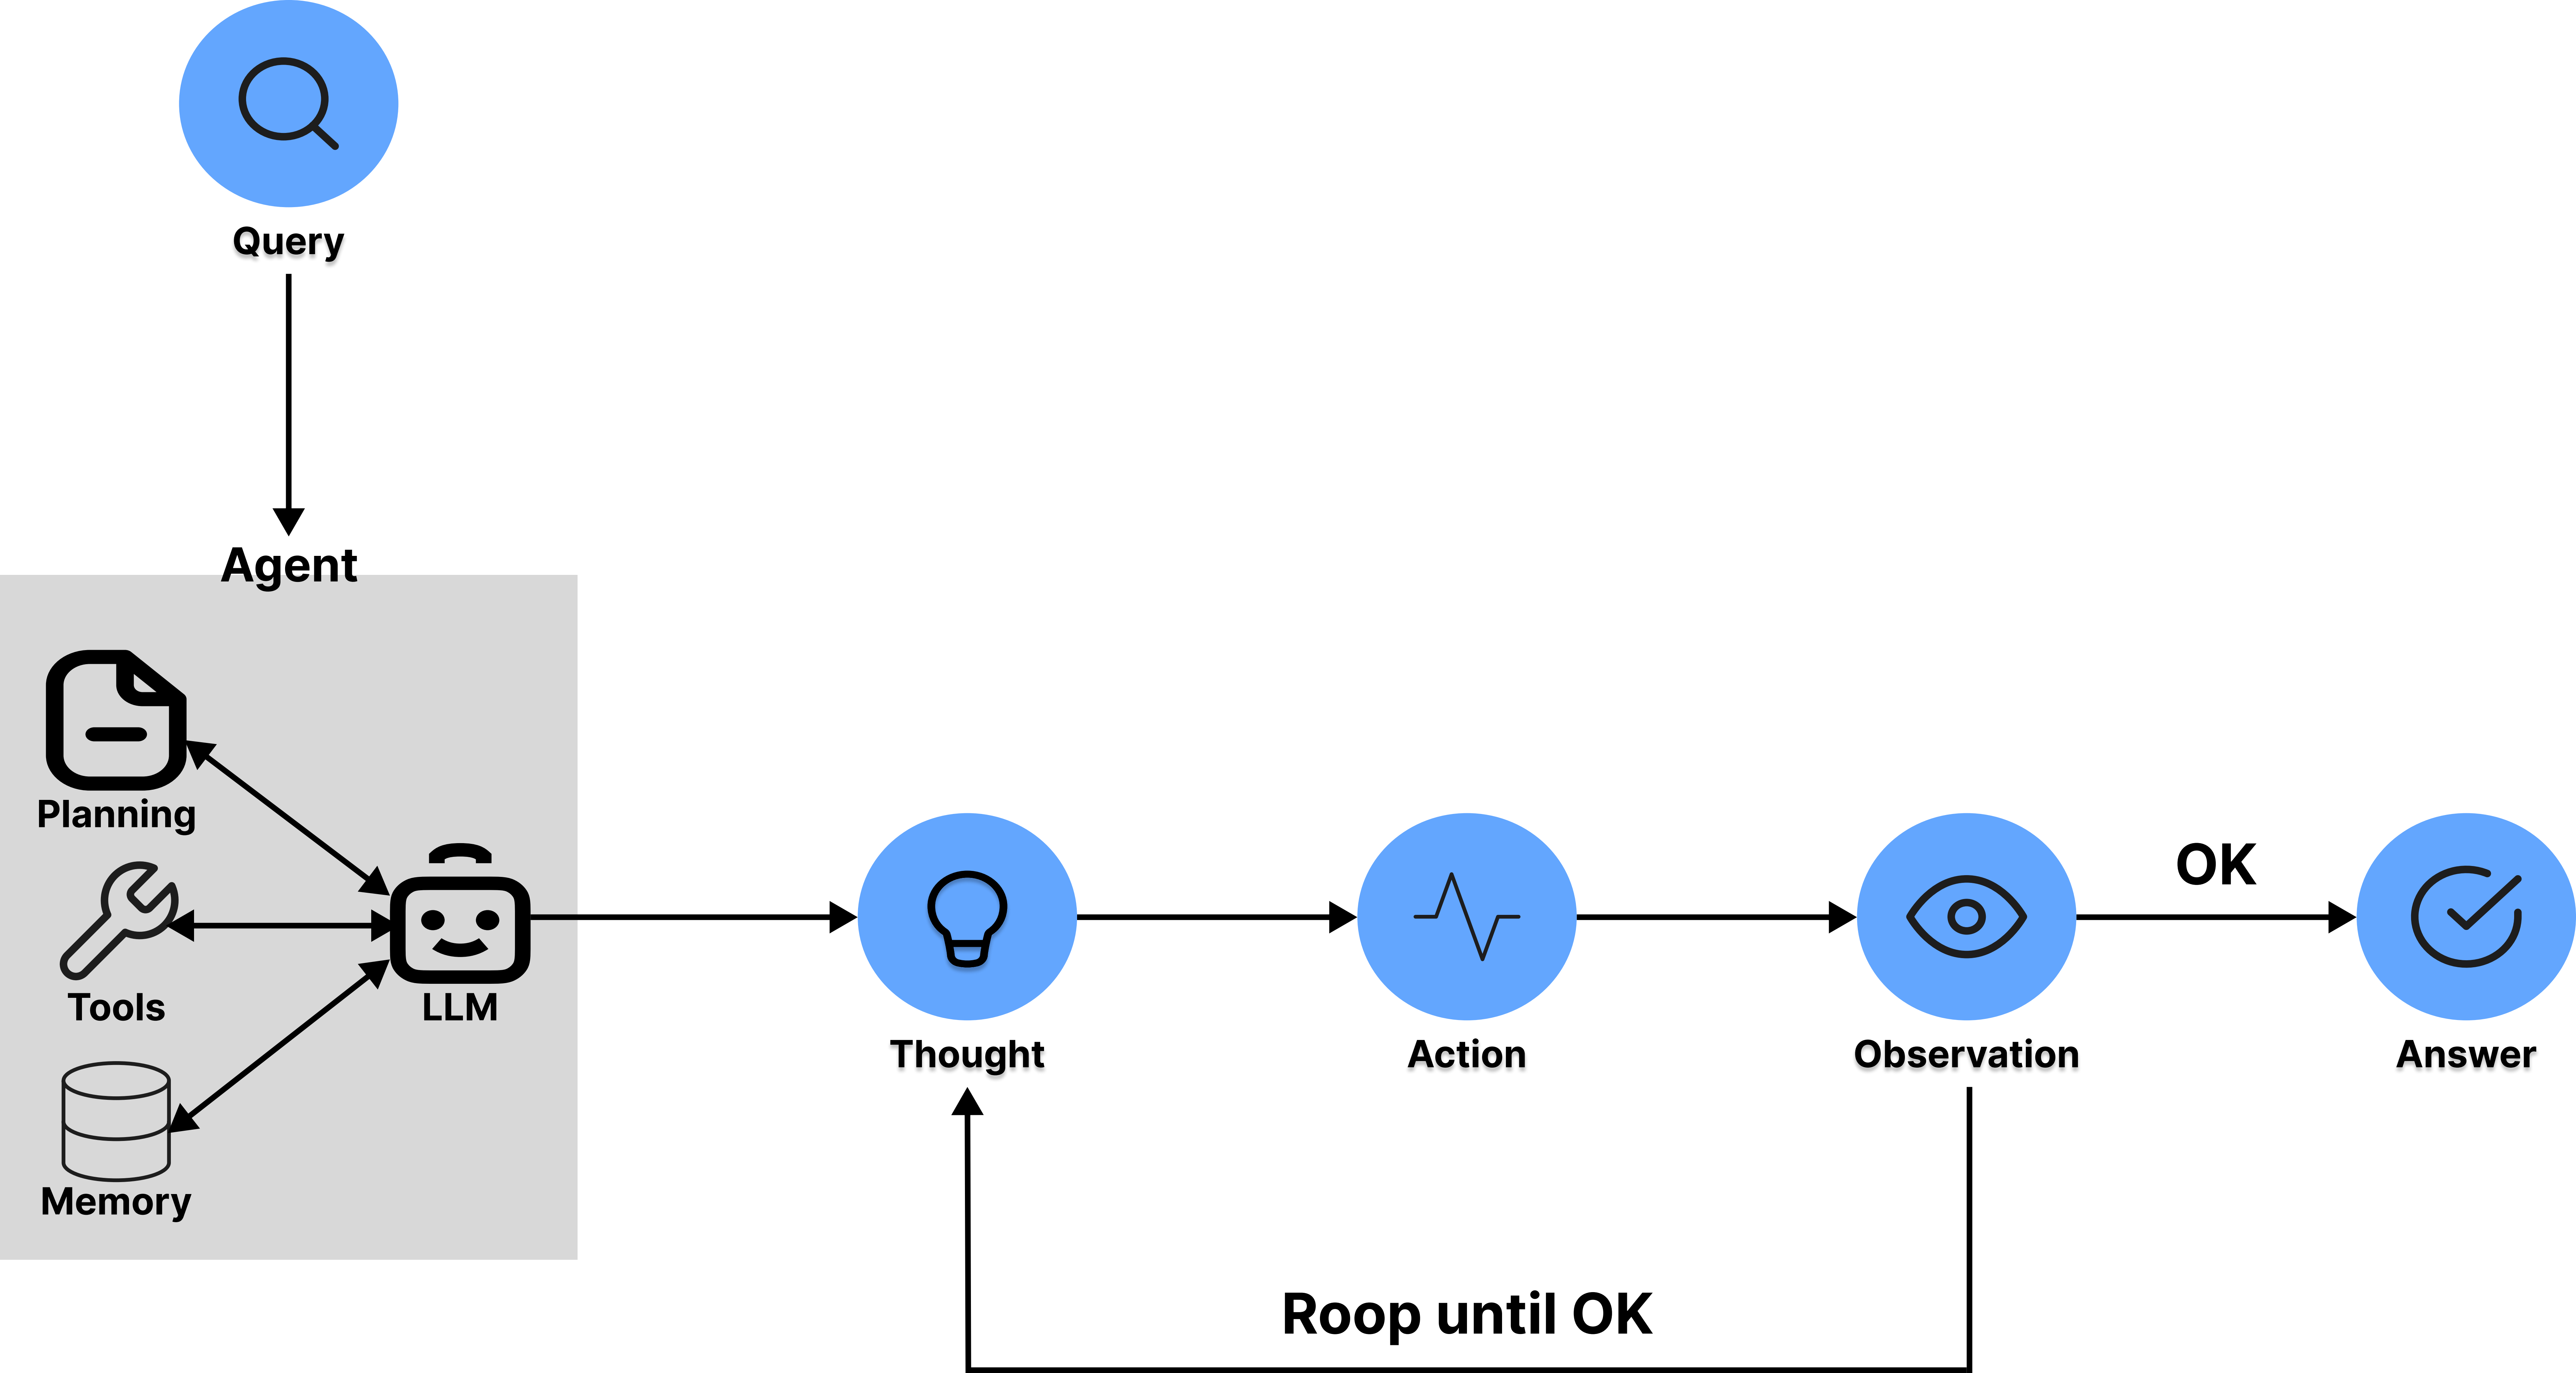 Query
Agent
Planning
Tools
LLM
Memory
Thought
Action
Observation
OK
Answer
Roop until OK